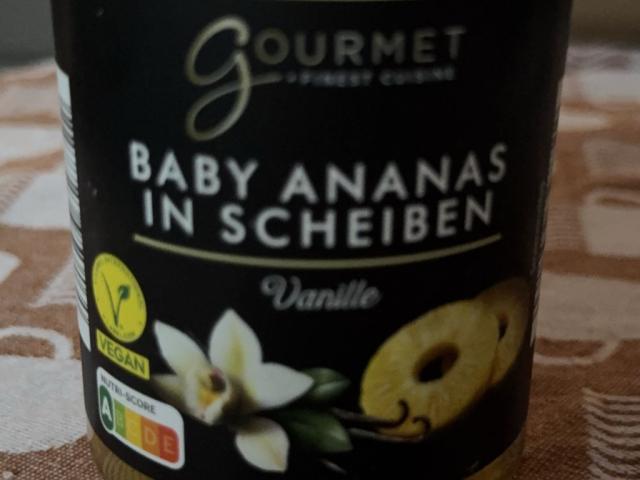 GOURMET
FINEST CUISINE
BABY ANANAS
IN SCHEIBEN
Vanille
VEGAN
NUTRI-SCORE
A B C D E